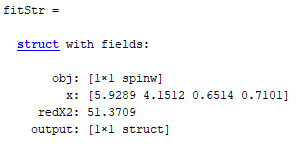 fitStr =
struct with fields:
obj: [1×1 spinw]
x: [5.9289 4.1512 0.6514 0.7101]
redX2: 51.3709
output: [1×1 struct]